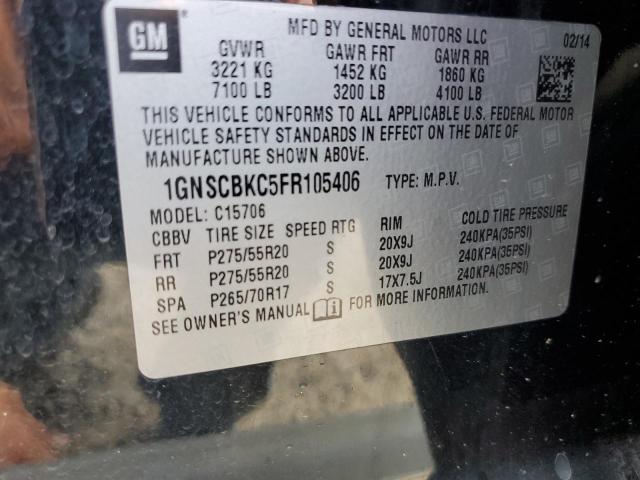 GM
MFD BY GENERAL MOTORS LLC
02/14
GVWR GAWR FRT GAWR RR
3221 KG 1452 KG 1860 KG
7100 LB 3200 LB 4100 LB
THIS VEHICLE CONFORMS TO ALL APPLICABLE U.S. FEDERAL MOTOR
VEHICLE SAFETY STANDARDS IN EFFECT ON THE DATE OF
MANUFACTURE SHOWN ABOVE.
1GNSCBKC5FR105406 TYPE: M.P.V.
MODEL: C15706
CBBV TIRE SIZE SPEED RTG RIM COLD TIRE PRESSURE
FRT P275/55R20 S 20X9J 240KPA(35PSI)
RR P275/55R20 S 20X9J 240KPA(35PSI)
SPA P265/70R17 S 17X7.5J 240KPA(35PSI)
SEE OWNER'S MANUAL FOR MORE INFORMATION.